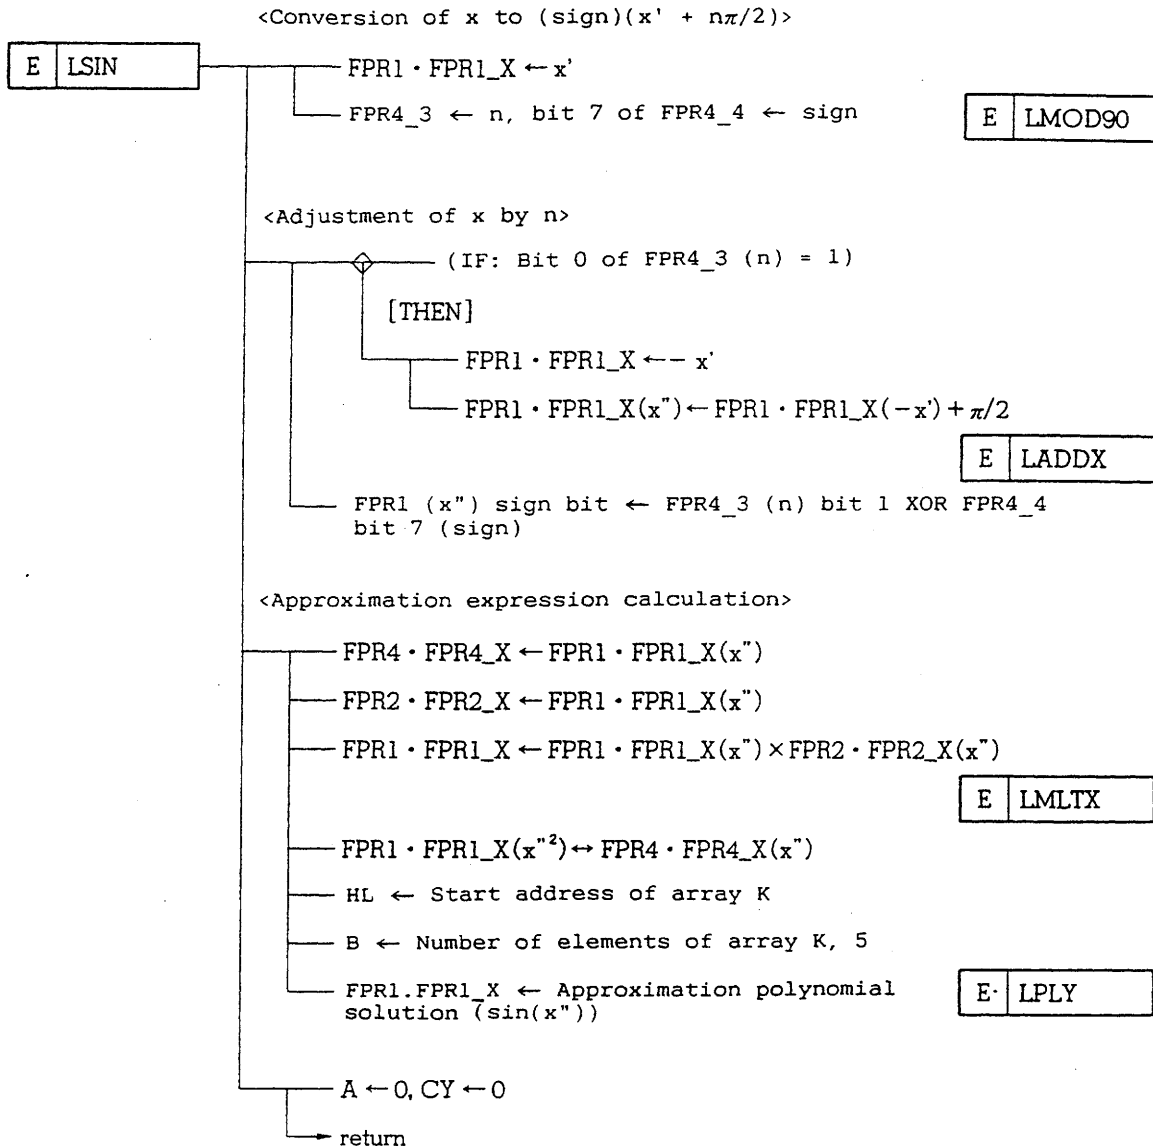 <Conversion of x to (sign)(x' + nπ/2)>
E LSIN
FPR1・FPR1_X ← x'
FPR4_3 ← n, bit 7 of FPR4_4 ← sign
E LMOD90
<Adjustment of x by n>
(IF: Bit 0 of FPR4_3 (n) = 1)
[THEN]
FPR1・FPR1_X ← - x'
FPR1・FPR1_X(x") ← FPR1・FPR1_X(-x') + π/2
E LADDX
FPR1 (x") sign bit ← FPR4_3 (n) bit 1 XOR FPR4_4
bit 7 (sign)
<Approximation expression calculation>
FPR4・FPR4_X ← FPR1・FPR1_X(x")
FPR2・FPR2_X ← FPR1・FPR1_X(x")
FPR1・FPR1_X ← FPR1・FPR1_X(x") × FPR2・FPR2_X(x")
E LMLTX
FPR1・FPR1_X(x"²) ↔ FPR4・FPR4_X(x")
HL ← Start address of array K
B ← Number of elements of array K, 5
FPR1.FPR1_X ← Approximation polynomial
solution (sin(x"))
E LPLY
A ← 0, CY ← 0
return